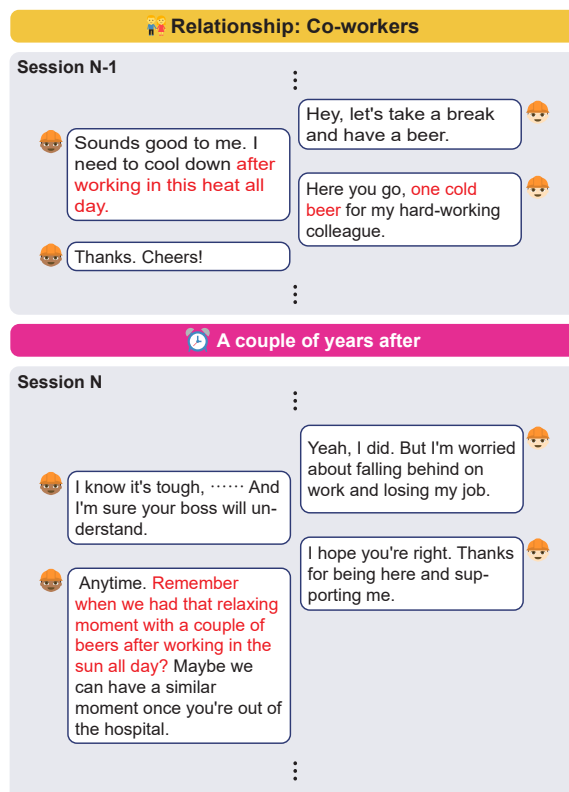 Relationship: Co-workers
Session N-1
Hey, let's take a break
and have a beer.
Sounds good to me. I
need to cool down after
working in this heat all
day.
Here you go, one cold
beer for my hard-working
colleague.
Thanks. Cheers!
A couple of years after
Session N
Yeah, I did. But I'm worried
about falling behind on
work and losing my job.
I know it's tough, ······ And
I'm sure your boss will un-
derstand.
I hope you're right. Thanks
for being here and sup-
porting me.
Anytime. Remember
when we had that relaxing
moment with a couple of
beers after working in the
sun all day? Maybe we
can have a similar
moment once you're out of
the hospital.